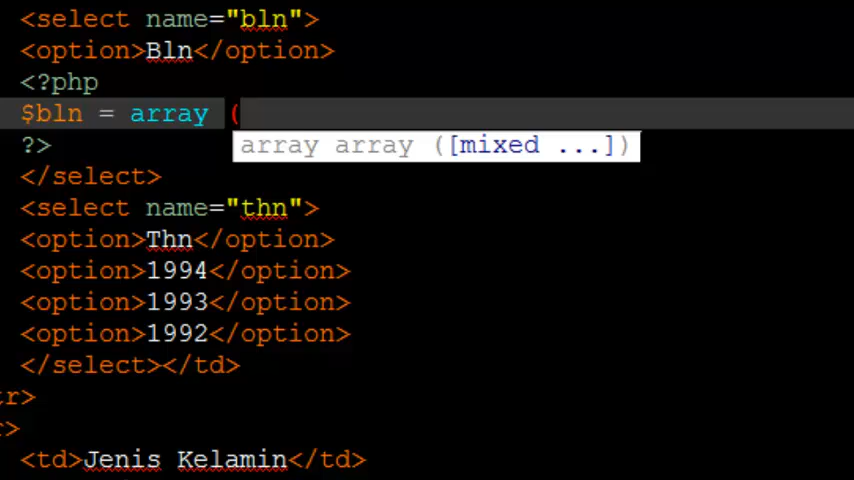 <select name="bln">
<option>Bln</option>
<?php
$bln = array (
?>
array array ([mixed ...])
</select>
<select name="thn">
<option>Thn</option>
<option>1994</option>
<option>1993</option>
<option>1992</option>
</select></td>
tr>
r>
<td>Jenis Kelamin</td>